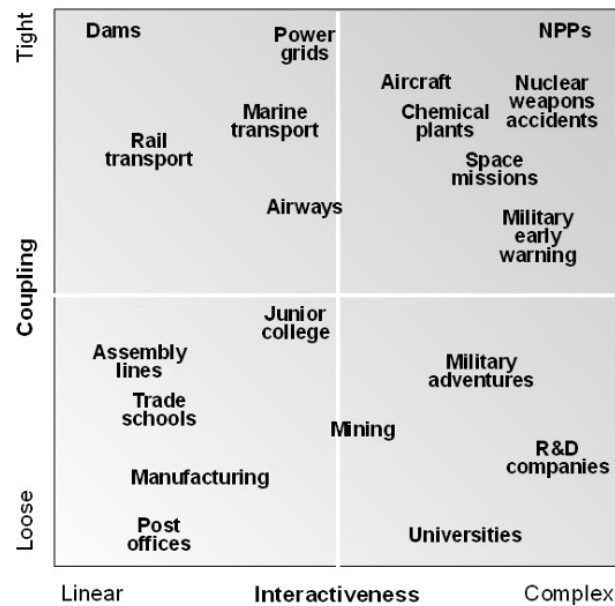 Tight
Coupling
Loose
Dams
Power
grids
NPPs
Aircraft
Nuclear
weapons
accidents
Marine
transport
Chemical
plants
Rail
transport
Space
missions
Airways
Military
early
warning
Junior
college
Assembly
lines
Military
adventures
Trade
schools
Mining
R&D
companies
Manufacturing
Post
offices
Universities
Linear
Interactiveness
Complex